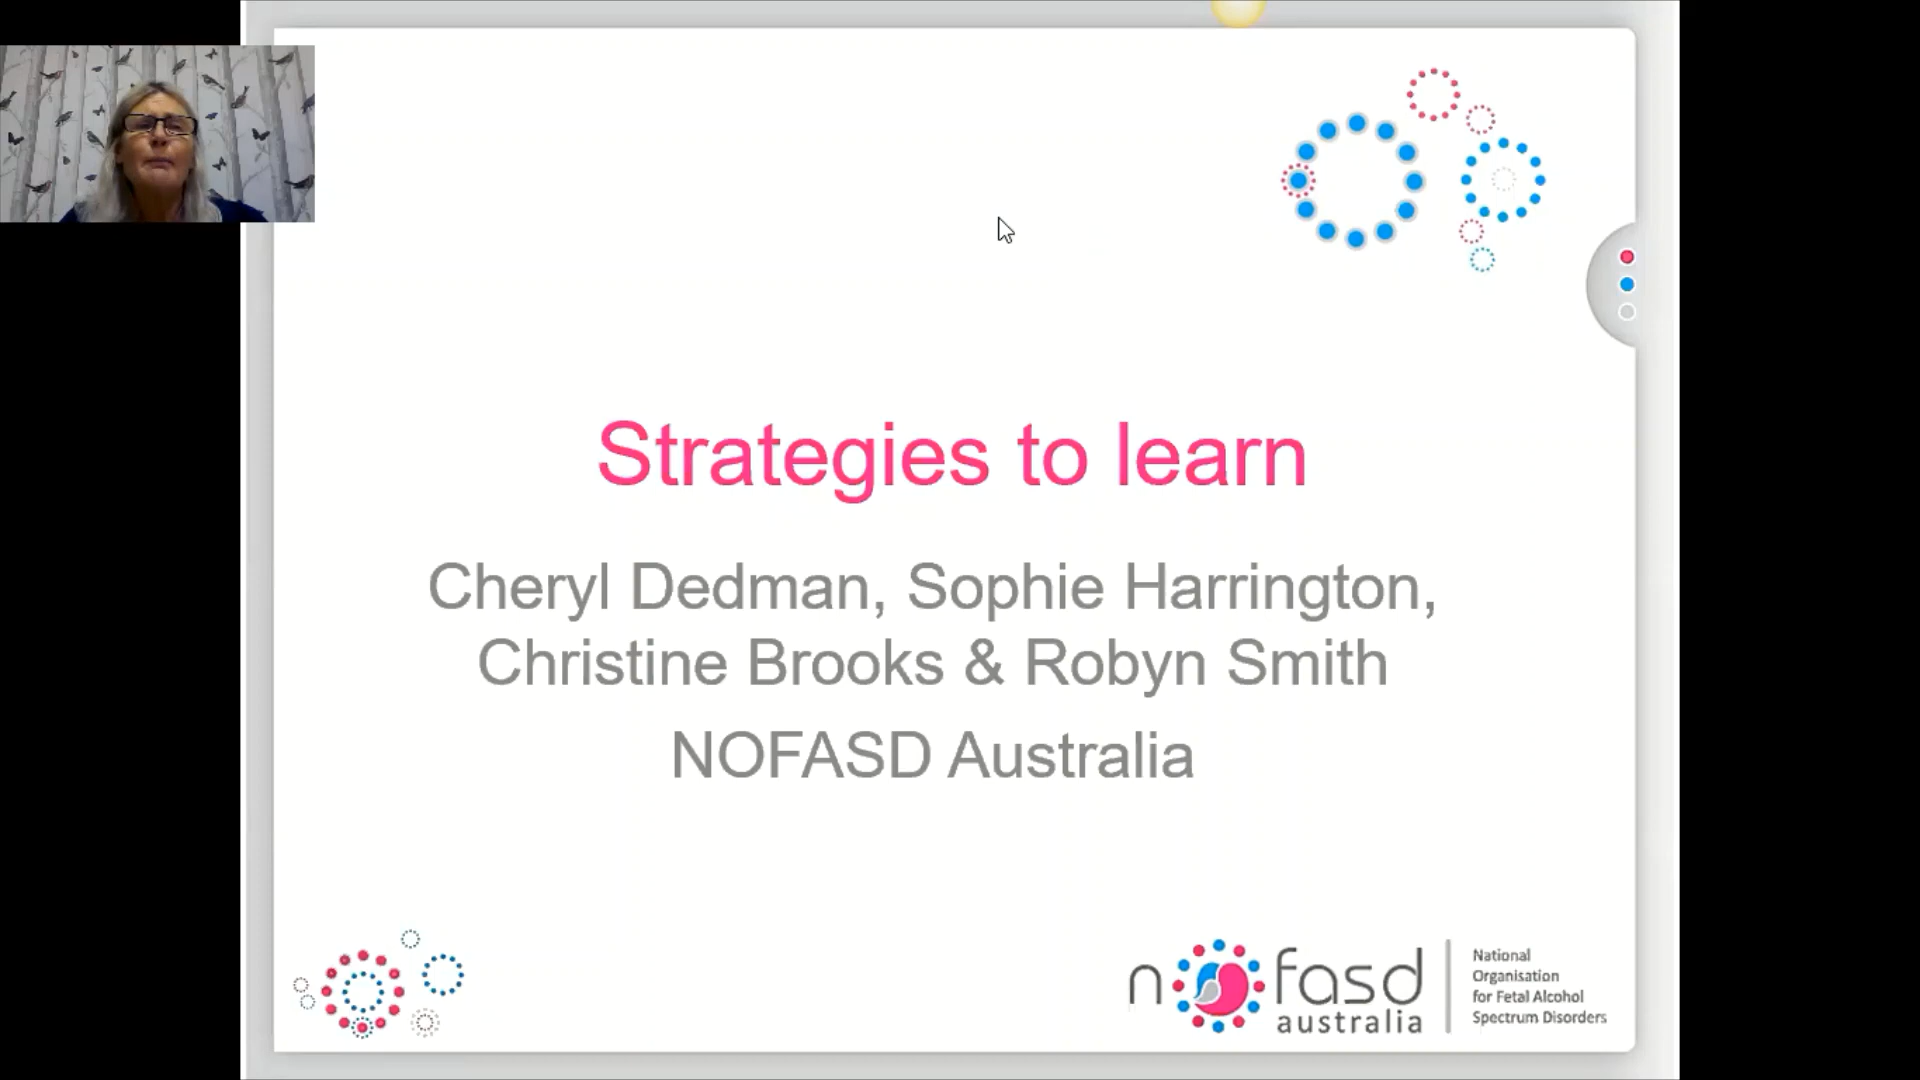 Strategies to learn
Cheryl Dedman, Sophie Harrington,
Christine Brooks & Robyn Smith
NOFASD Australia
nofasd
australia
National
Organisation
for Fetal Alcohol
Spectrum Disorders